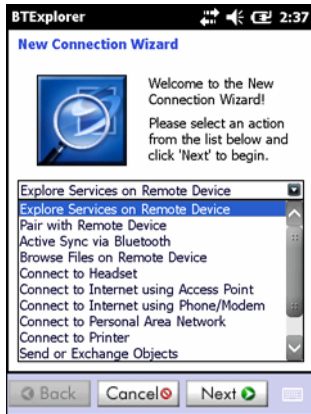 BTExplorer 2:37
New Connection Wizard
Welcome to the New
Connection Wizard!
Please select an action
from the list below and
click 'Next' to begin.
Explore Services on Remote Device
Explore Services on Remote Device
Pair with Remote Device
Active Sync via Bluetooth
Browse Files on Remote Device
Connect to Headset
Connect to Internet using Access Point
Connect to Internet using Phone/Modem
Connect to Personal Area Network
Connect to Printer
Send or Exchange Objects
Back Cancel Next